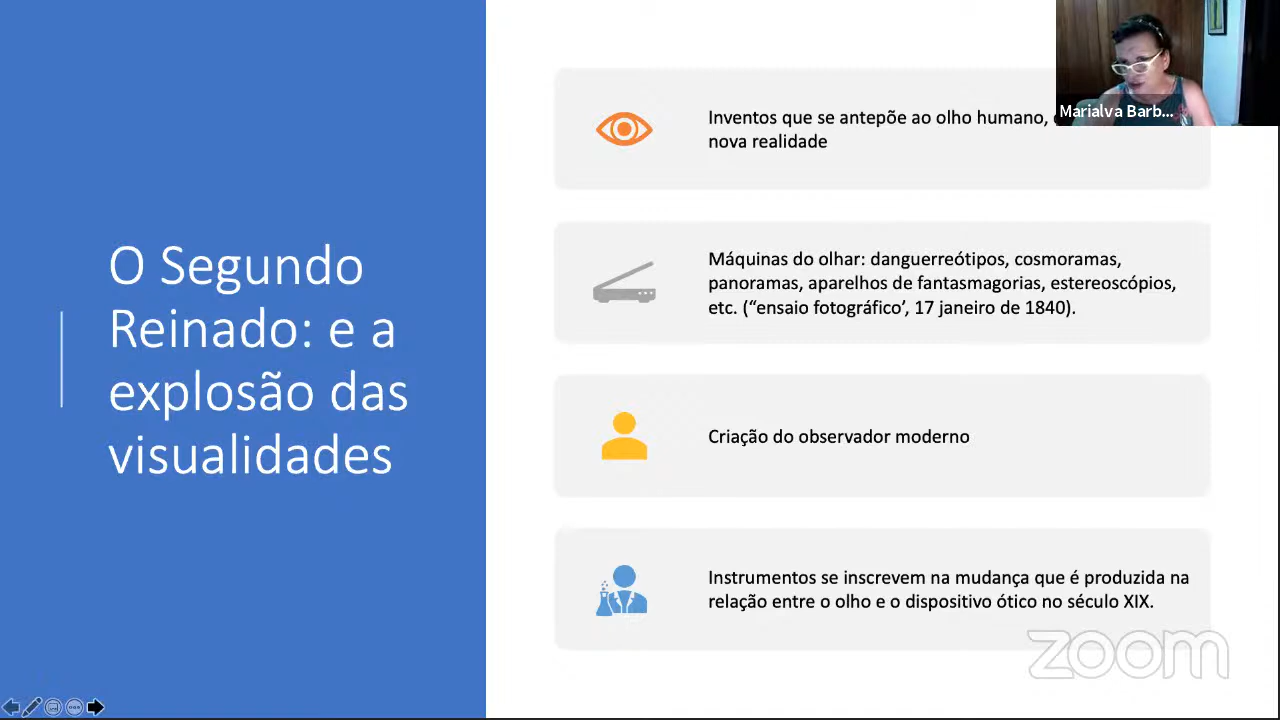 O Segundo
Reinado: e a
explosão das
visualidades
Inventos que se antepõe ao olho humano,
nova realidade
Máquinas do olhar: danguerreótipos, cosmoramas,
panoramas, aparelhos de fantasmagorias, estereoscópios,
etc. (“ensaio fotográfico’, 17 janeiro de 1840).
Criação do observador moderno
Instrumentos se inscrevem na mudança que é produzida na
relação entre o olho e o dispositivo ótico no século XIX.
Marialva Barb...
zoom